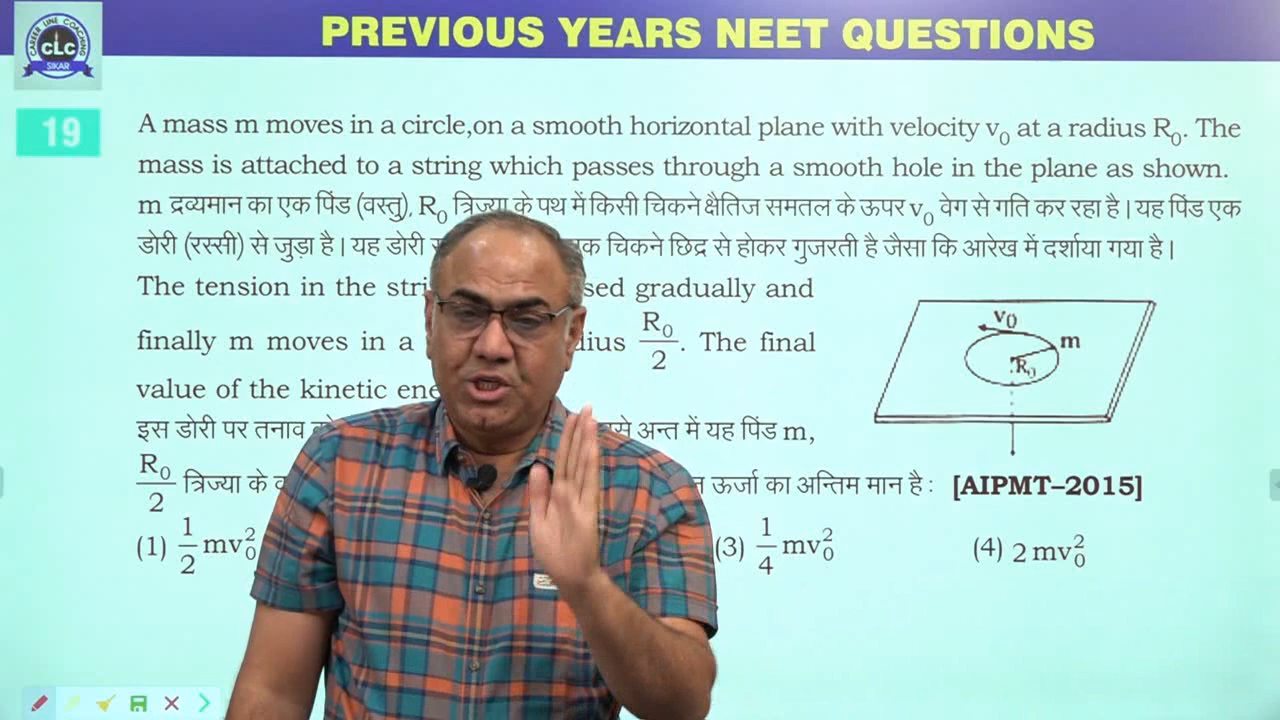 PREVIOUS YEARS NEET QUESTIONS
CAREER LINE COACHING
CLC
SIKAR
19
A mass m moves in a circle,on a smooth horizontal plane with velocity v₀ at a radius R₀. The
mass is attached to a string which passes through a smooth hole in the plane as shown.
m द्रव्यमान का एक पिंड (वस्तु), R₀ त्रिज्या के पथ में किसी चिकने क्षैतिज समतल के ऊपर v₀ वेग से गति कर रहा है। यह पिंड एक
डोरी (रस्सी) से जुड़ा है। यह डोरी चिकने छिद्र से होकर गुजरती है जैसा कि आरेख में दर्शाया गया है।
The tension in the gradually and
finally m moves in a R₀/2. The final
value of the kinetic
इस डोरी पर तनाव अन्त में यह पिंड m,
R₀/2 त्रिज्या के ऊर्जा का अन्तिम मान है : [AIPMT–2015]
(1) 1/2 mv₀² (3) 1/4 mv₀² (4) 2 mv₀²
v₀
m
R₀